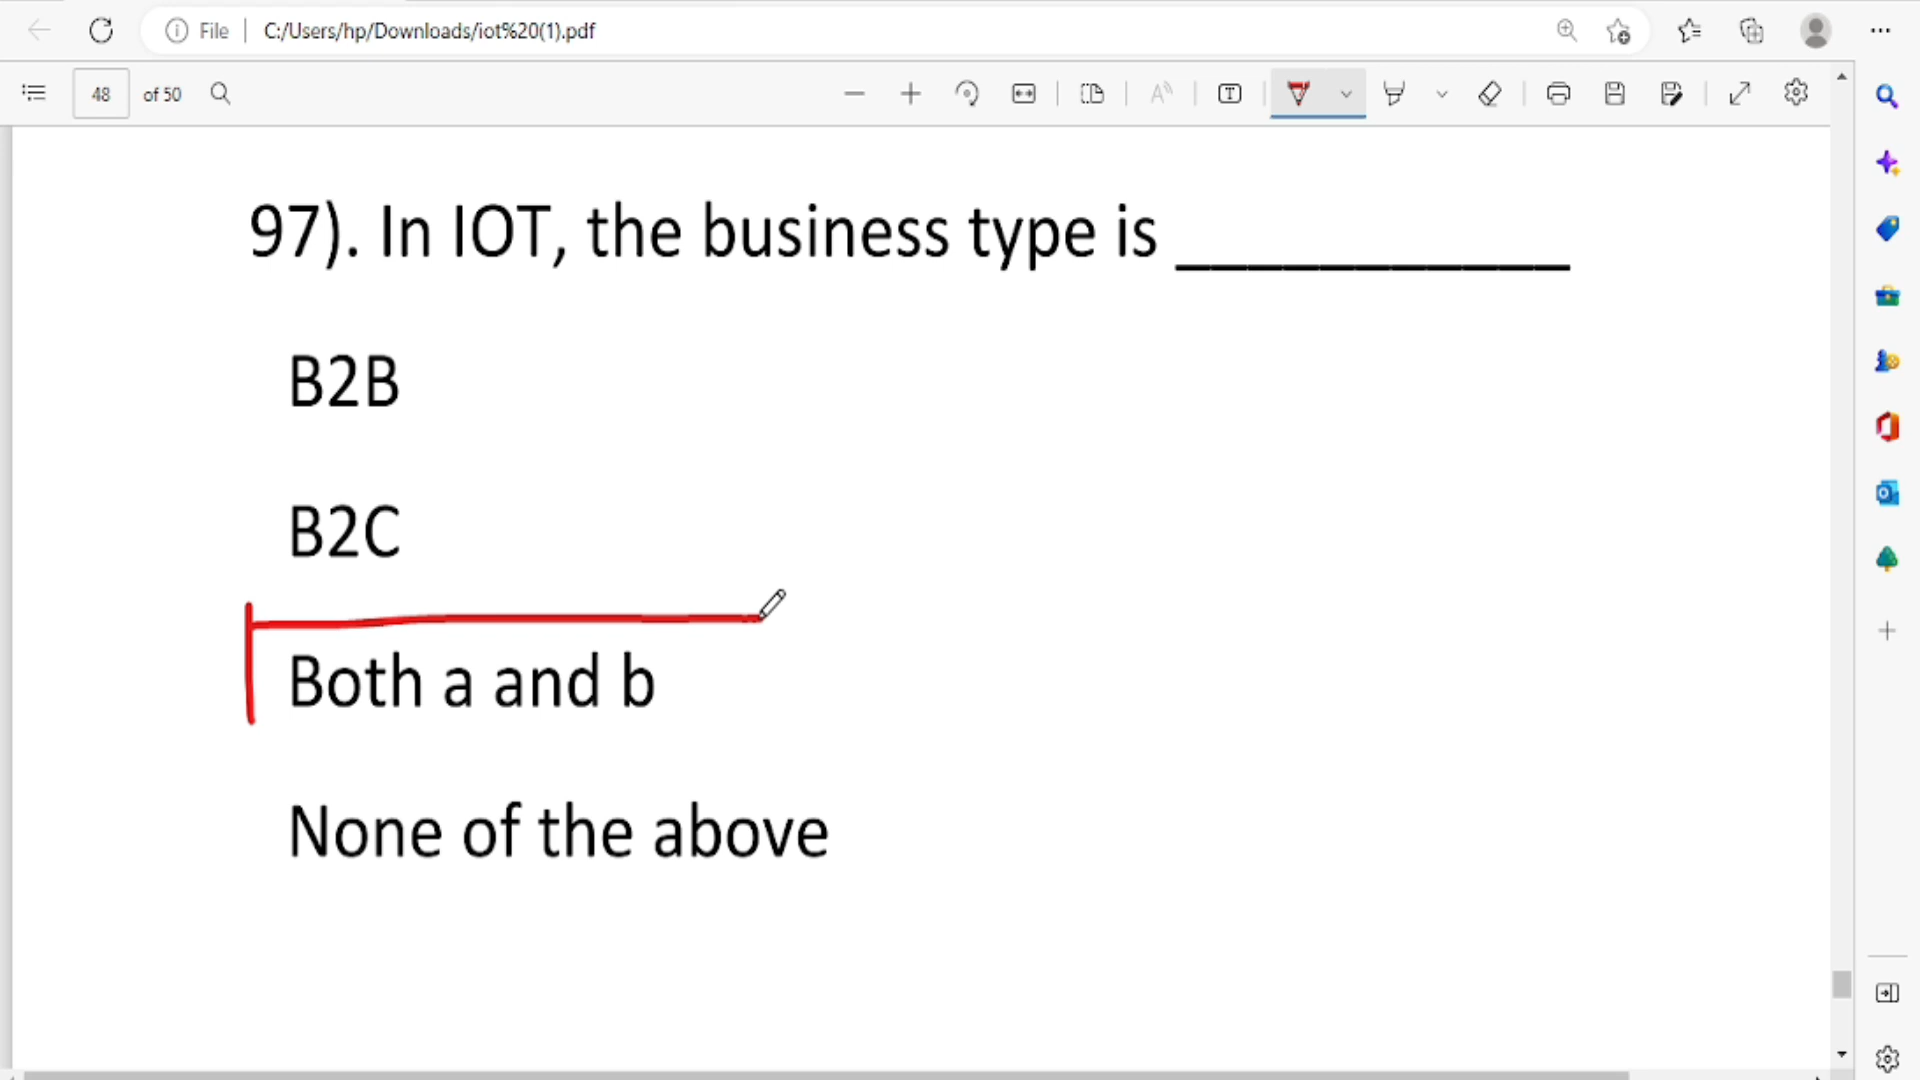 File C:/Users/hp/Downloads/iot%20(1).pdf
48 of 50
97). In IOT, the business type is ___________
B2B
B2C
Both a and b
None of the above